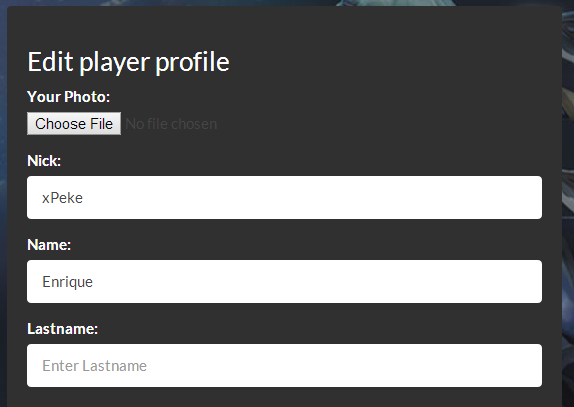 Edit player profile
Your Photo:
Choose File No file chosen
Nick:
xPeke
Name:
Enrique
Lastname:
Enter Lastname